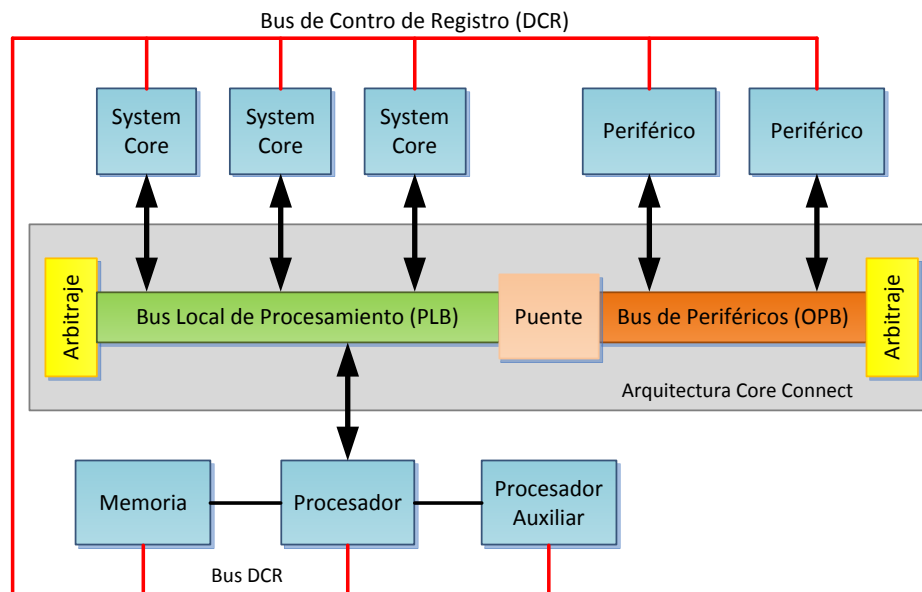 Bus de Contro de Registro (DCR)
System
Core
System
Core
System
Core
Periférico
Periférico
Arbitraje
Bus Local de Procesamiento (PLB)
Puente
Bus de Periféricos (OPB)
Arbitraje
Arquitectura Core Connect
Memoria
Procesador
Procesador
Auxiliar
Bus DCR